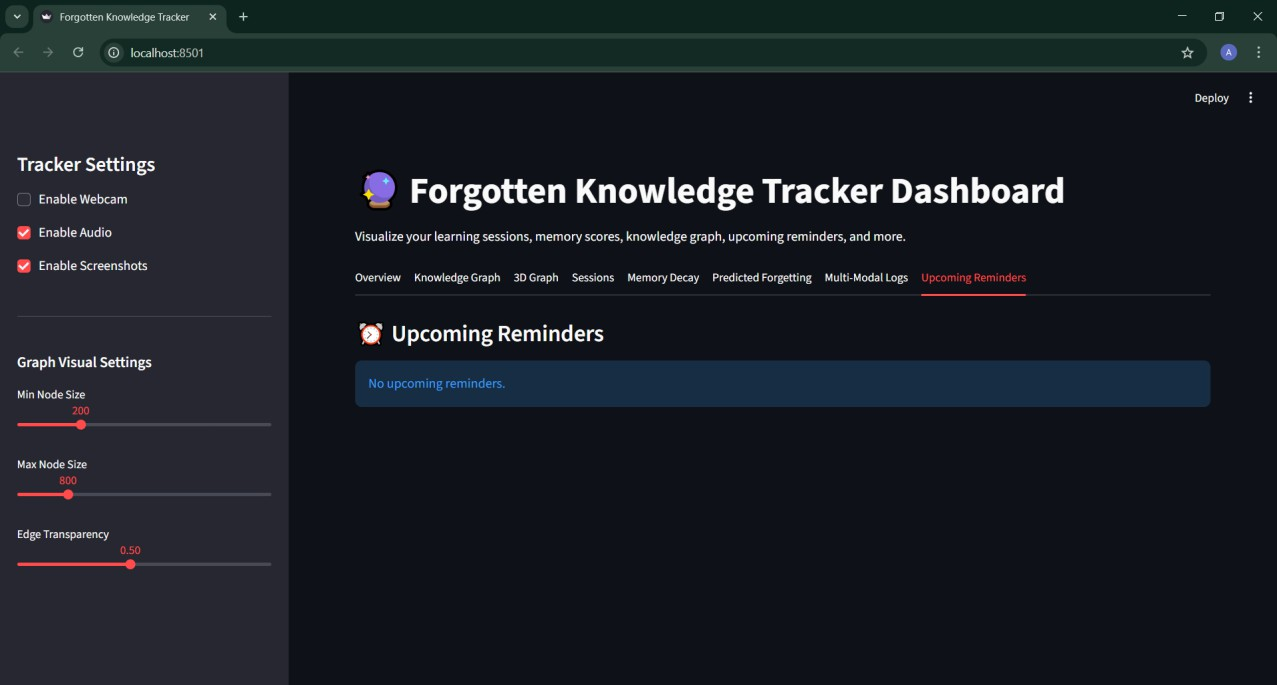 Forgotten Knowledge Tracker
localhost:8501
A
Deploy
Tracker Settings
Enable Webcam
Enable Audio
Enable Screenshots
Graph Visual Settings
Min Node Size
200
Max Node Size
800
Edge Transparency
0.50
Forgotten Knowledge Tracker Dashboard
Visualize your learning sessions, memory scores, knowledge graph, upcoming reminders, and more.
Overview Knowledge Graph 3D Graph Sessions Memory Decay Predicted Forgetting Multi-Modal Logs Upcoming Reminders
Upcoming Reminders
No upcoming reminders.